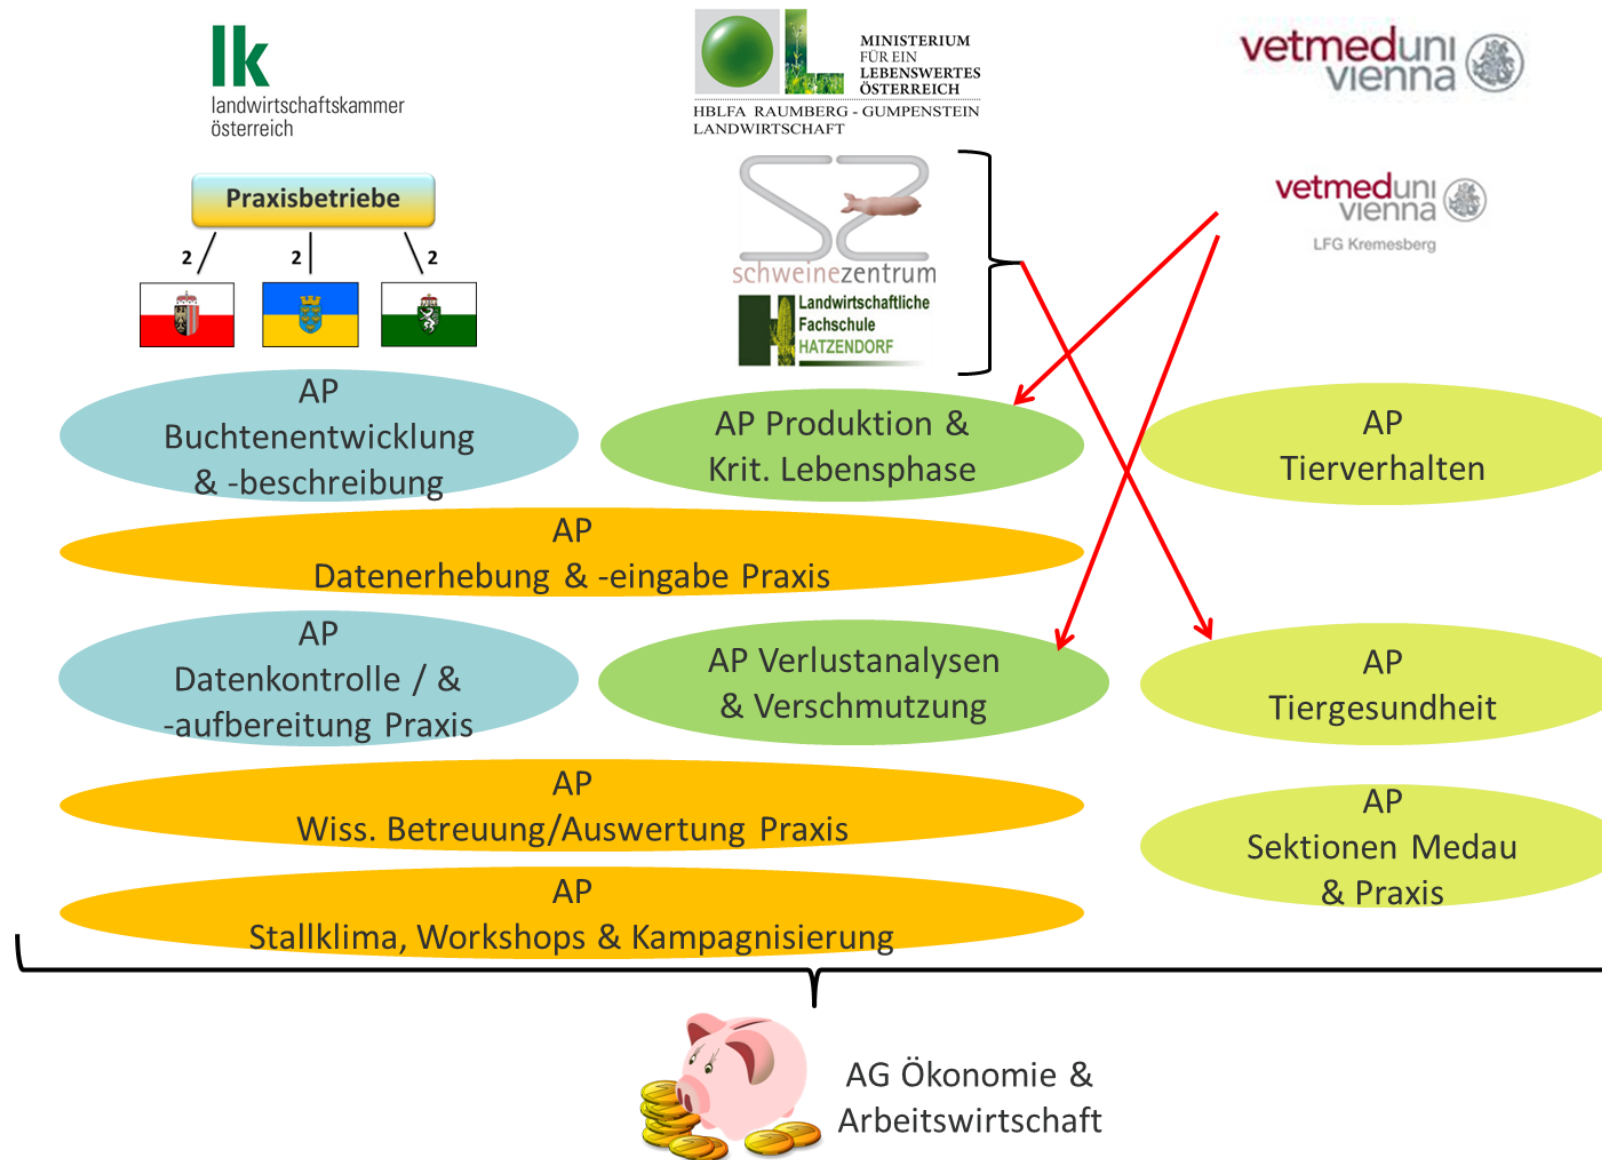 lk
landwirtschaftskammer
österreich
MINISTERIUM
FÜR EIN
LEBENSWERTES
ÖSTERREICH
HBLFA RAUMBERG - GUMPENSTEIN
LANDWIRTSCHAFT
vetmeduni
vienna
Praxisbetriebe
2
2
2
schweinezentrum
Landwirtschaftliche
Fachschule
HATZENDORF
vetmeduni
vienna
LFG Kremesberg
AP
Buchtenentwicklung
& -beschreibung
AP Produktion &
Krit. Lebensphase
AP
Tierverhalten
AP
Datenerhebung & -eingabe Praxis
AP
Datenkontrolle / &
-aufbereitung Praxis
AP Verlustanalysen
& Verschmutzung
AP
Tiergesundheit
AP
Wiss. Betreuung/Auswertung Praxis
AP
Sektionen Medau
& Praxis
AP
Stallklima, Workshops & Kampagnisierung
AG Ökonomie &
Arbeitswirtschaft